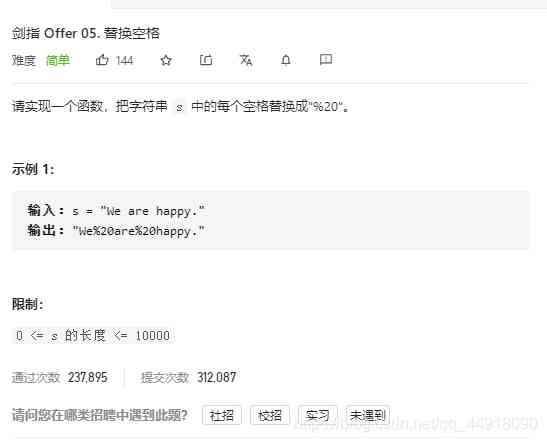 剑指 Offer 05. 替换空格
难度 简单 144
请实现一个函数，把字符串 s 中的每个空格替换成"%20"。
示例 1：
输入：s = "We are happy."
输出："We%20are%20happy."
限制：
0 <= s 的长度 <= 10000
通过次数 237,895 提交次数 312,087
请问您在哪类招聘中遇到此题？ 社招 校招 实习 未遇到
https://blog.csdn.net/qq_44918090